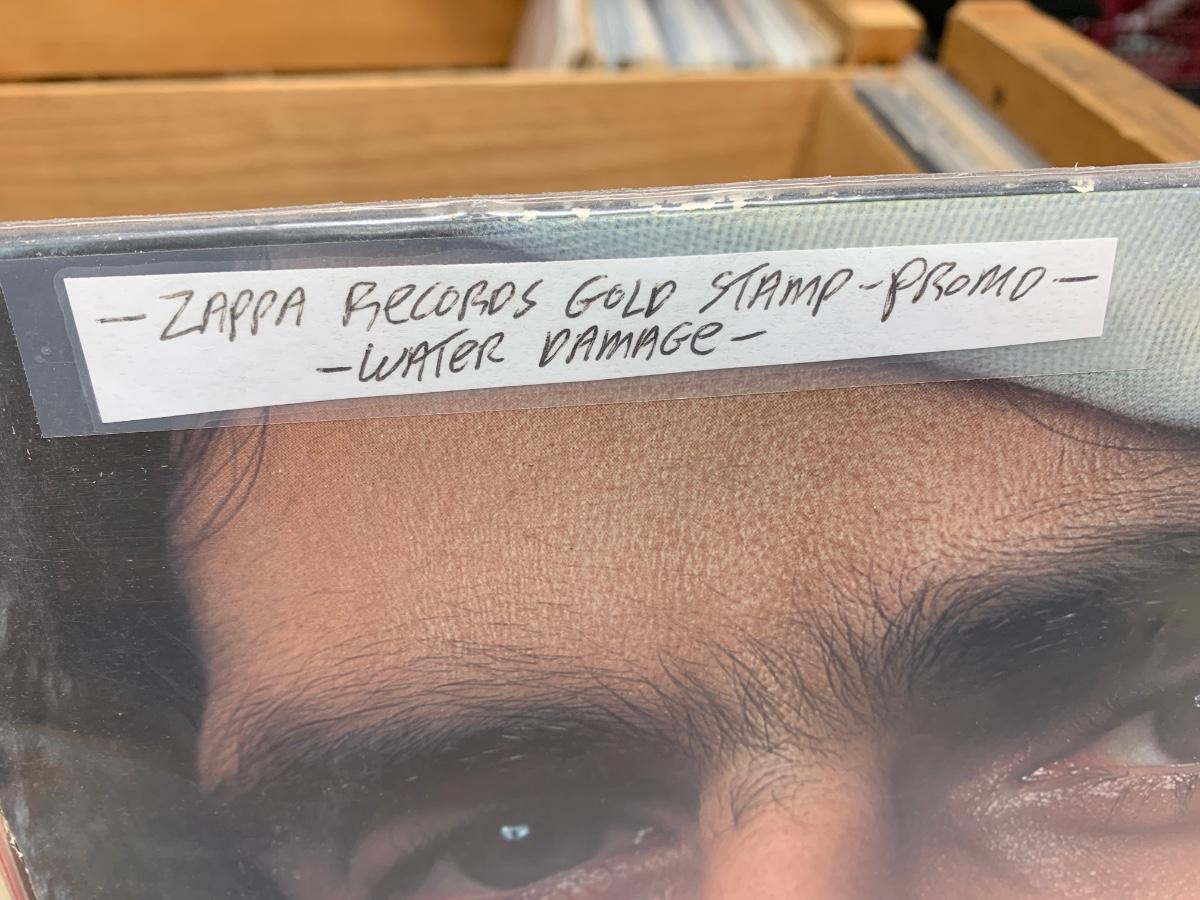 - ZAPPA RECORDS GOLD STAMP - PROMO -
- WATER DAMAGE -